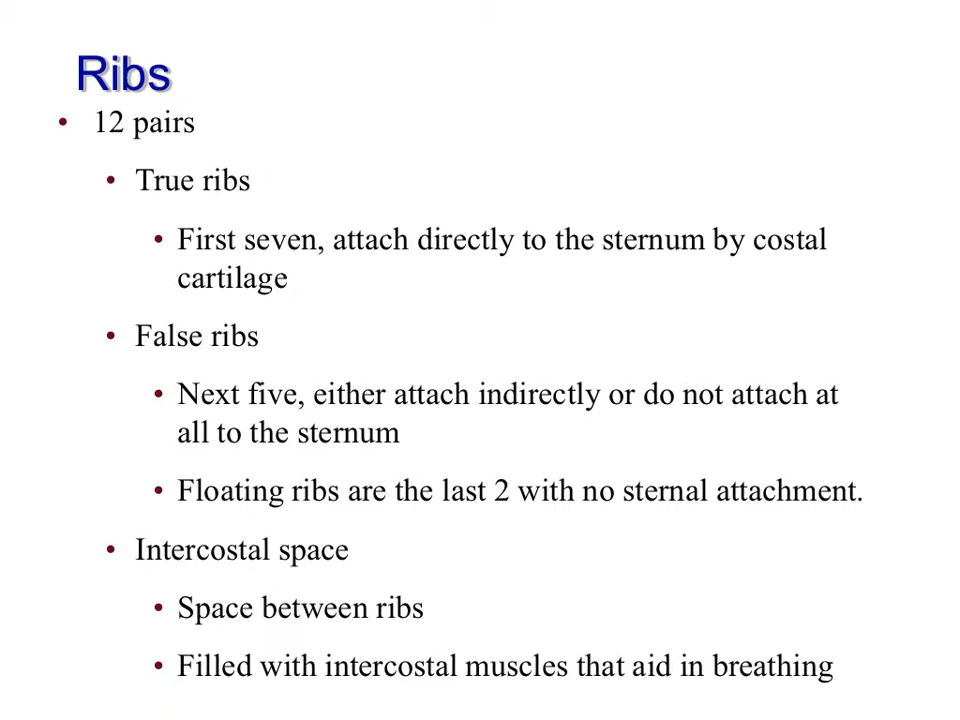 Ribs
• 12 pairs
• True ribs
• First seven, attach directly to the sternum by costal
cartilage
• False ribs
• Next five, either attach indirectly or do not attach at
all to the sternum
• Floating ribs are the last 2 with no sternal attachment.
• Intercostal space
• Space between ribs
• Filled with intercostal muscles that aid in breathing